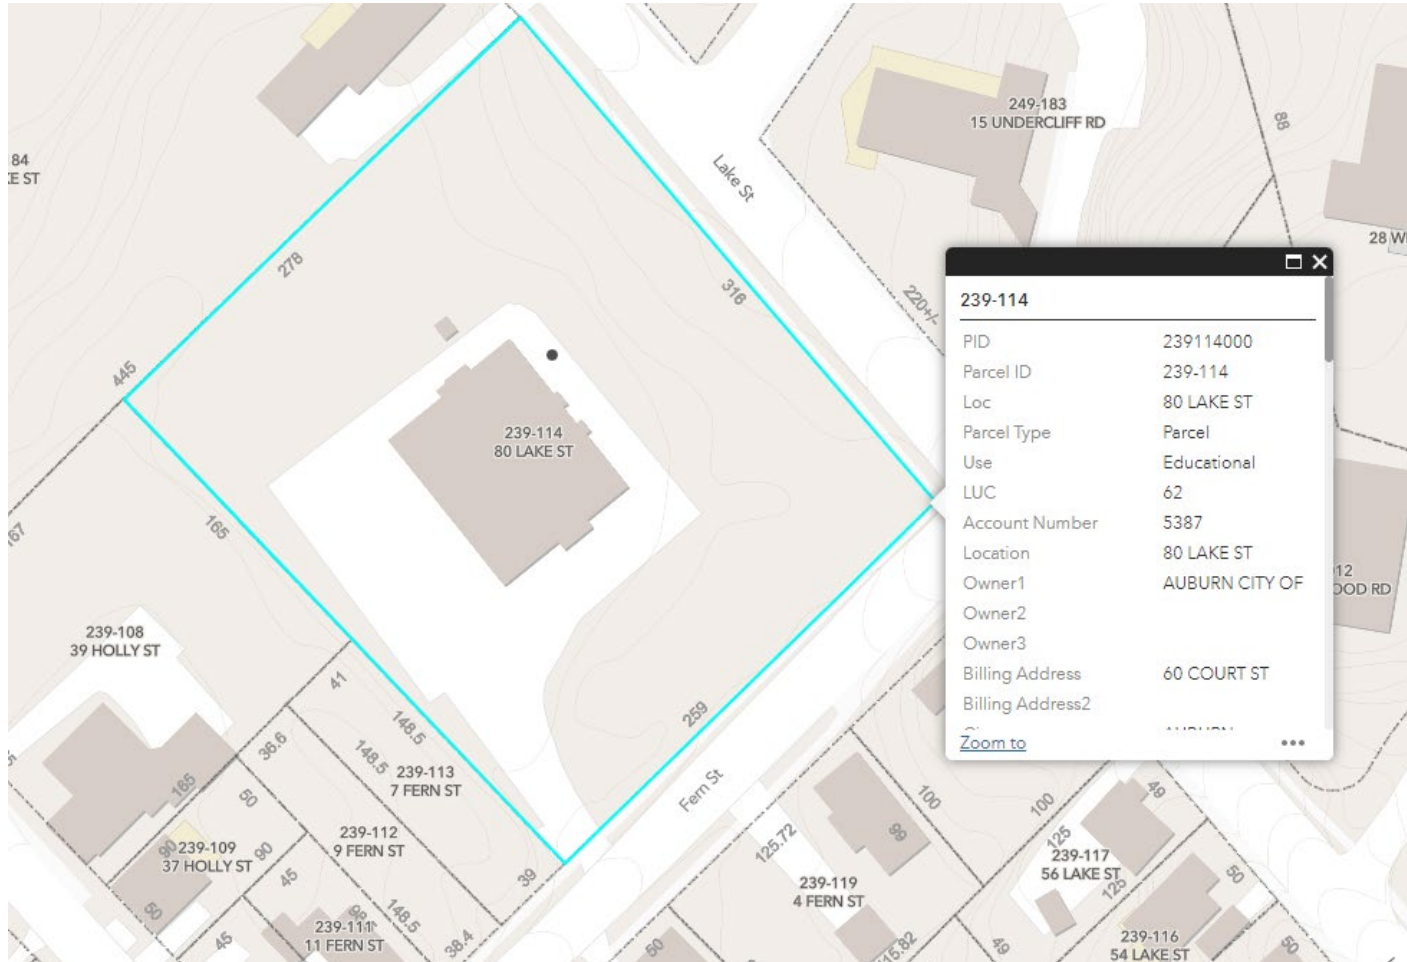 84
E ST
249-183
15 UNDERCLIFF RD
88
Lake St
28 WI
278
316
220+/-
445
239-114
80 LAKE ST
165
239-114
PID 239114000
Parcel ID 239-114
Loc 80 LAKE ST
Parcel Type Parcel
Use Educational
LUC 62
Account Number 5387
Location 80 LAKE ST
Owner1 AUBURN CITY OF
Owner2
Owner3
Billing Address 60 COURT ST
Billing Address2
Zoom to
12
OOD RD
239-108
39 HOLLY ST
41
148.5
36.6
148.5
239-113
7 FERN ST
259
Fern St
165
50
239-112
9 FERN ST
90
239-109
37 HOLLY ST
90
45
50
45
98
148.5
239-111
11 FERN ST
39
38.4
60
125.72
99
100
100
49
239-119
4 FERN ST
125
239-117
56 LAKE ST
125
50
49
239-116
54 LAKE ST
50